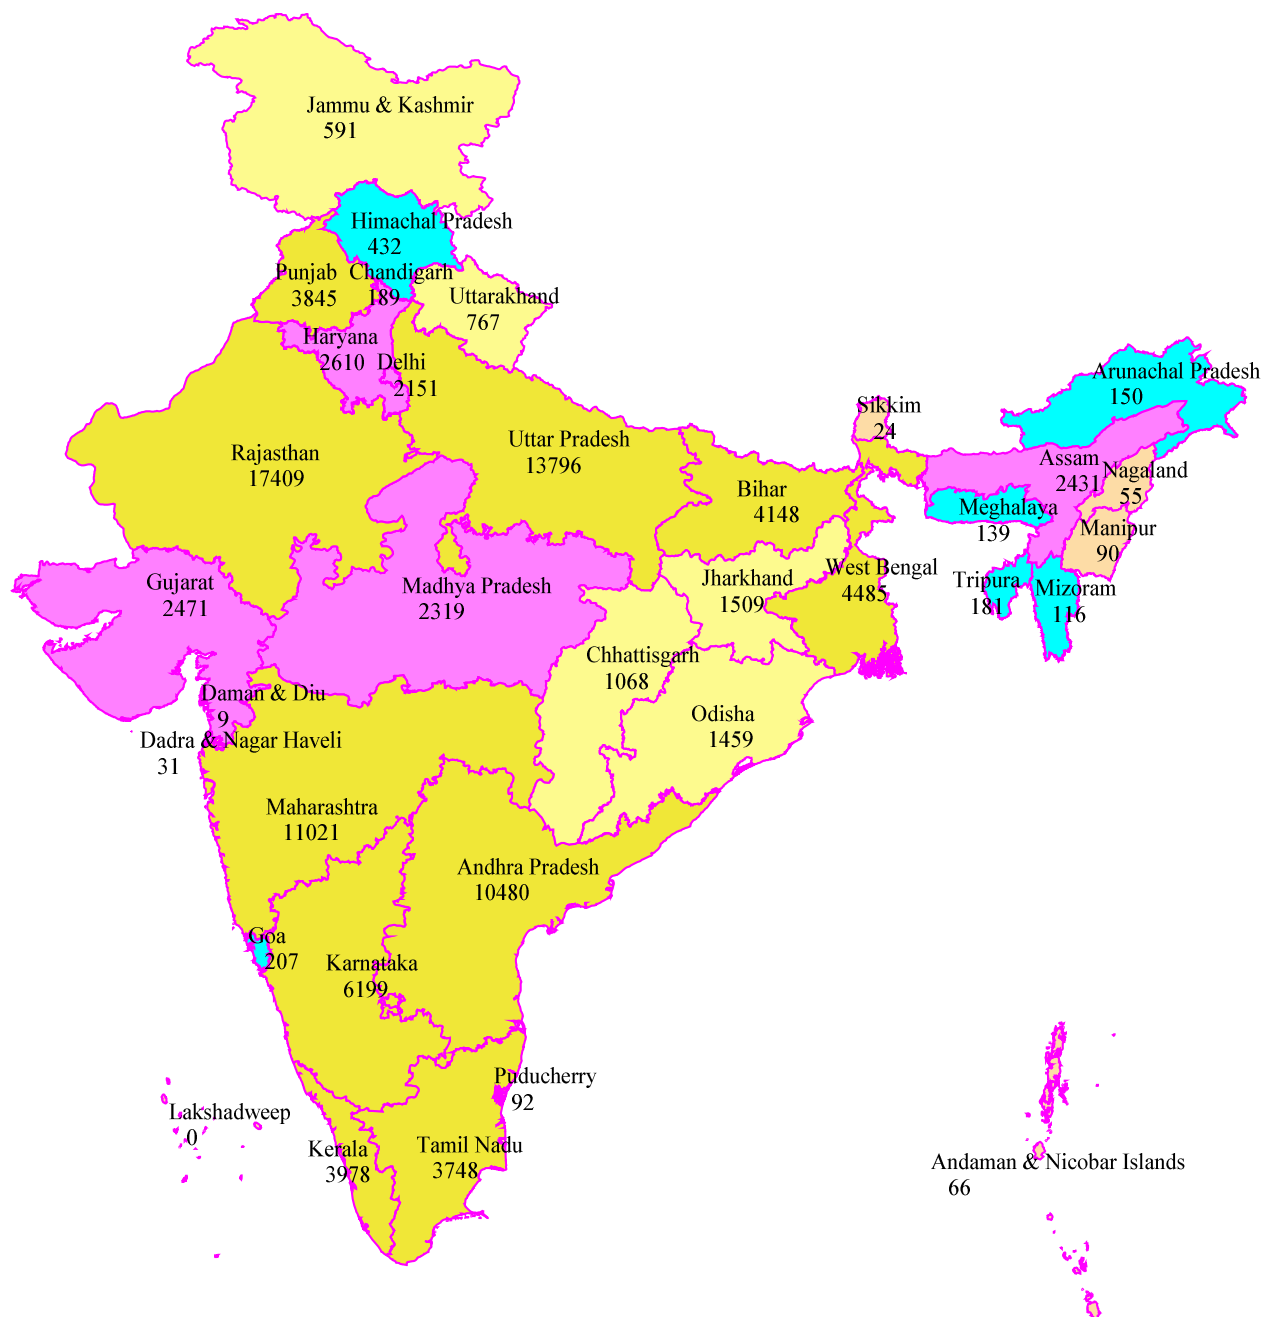 Jammu & Kashmir
591
Himachal Pradesh
432
Punjab
3845
Chandigarh
189
Uttarakhand
767
Haryana
2610
Delhi
2151
Arunachal Pradesh
150
Sikkim
24
Rajasthan
17409
Uttar Pradesh
13796
Assam
2431
Nagaland
55
Bihar
4148
Meghalaya
139
Manipur
90
Gujarat
2471
Madhya Pradesh
2319
Jharkhand
1509
West Bengal
4485
Tripura
181
Mizoram
116
Chhattisgarh
1068
Daman & Diu
9
Odisha
1459
Dadra & Nagar Haveli
31
Maharashtra
11021
Andhra Pradesh
10480
Goa
207
Karnataka
6199
Puducherry
92
Lakshadweep
0
Kerala
3978
Tamil Nadu
3748
Andaman & Nicobar Islands
66